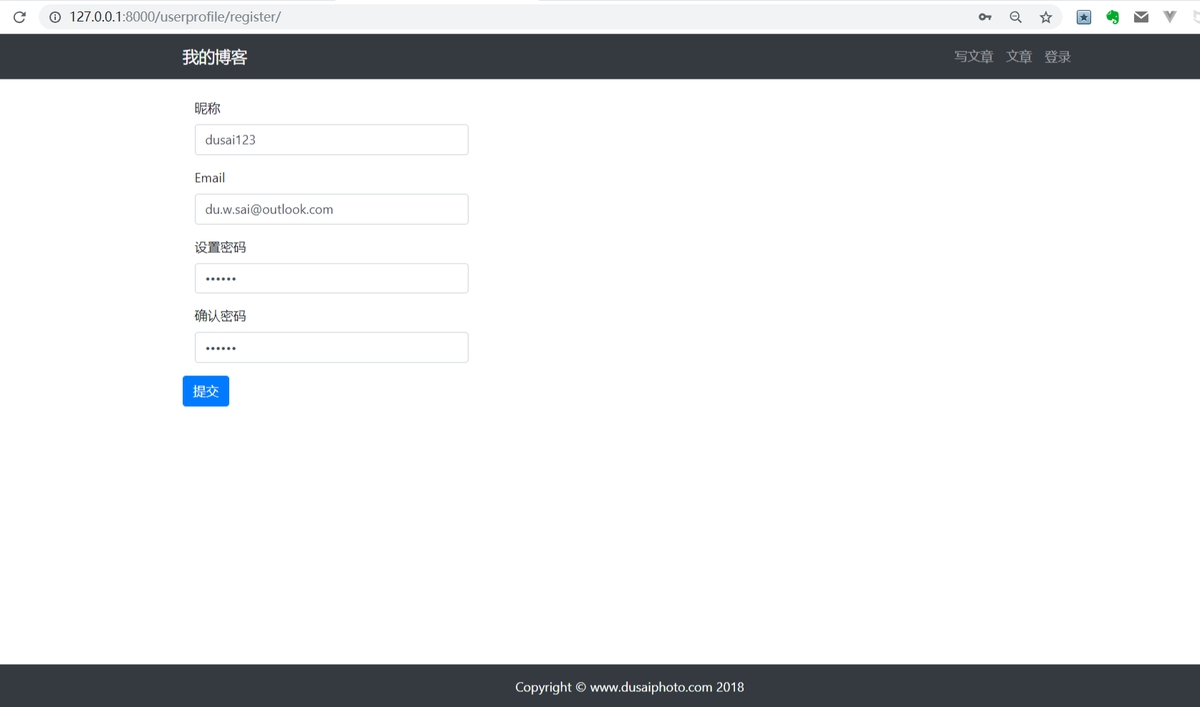 127.0.0.1:8000/userprofile/register/
我的博客
写文章 文章 登录
昵称
dusai123
Email
du.w.sai@outlook.com
设置密码
••••••
确认密码
••••••
提交
Copyright © www.dusaiphoto.com 2018